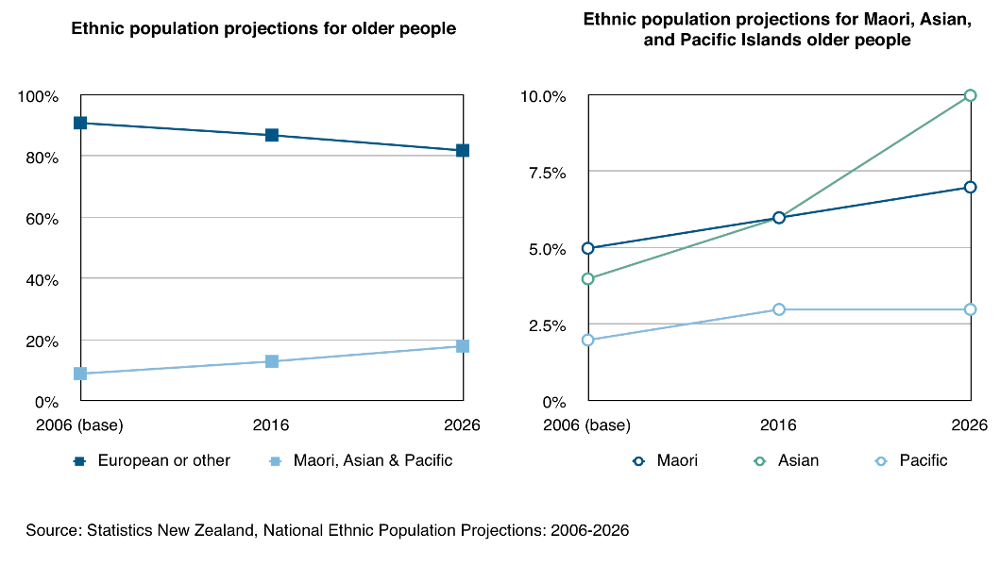 Ethnic population projections for older people
100%
80%
60%
40%
20%
0%
2006 (base) 2016 2026
European or other Maori, Asian & Pacific
Ethnic population projections for Maori, Asian,
and Pacific Islands older people
10.0%
7.5%
5.0%
2.5%
0%
2006 (base) 2016 2026
Maori Asian Pacific
Source: Statistics New Zealand, National Ethnic Population Projections: 2006-2026